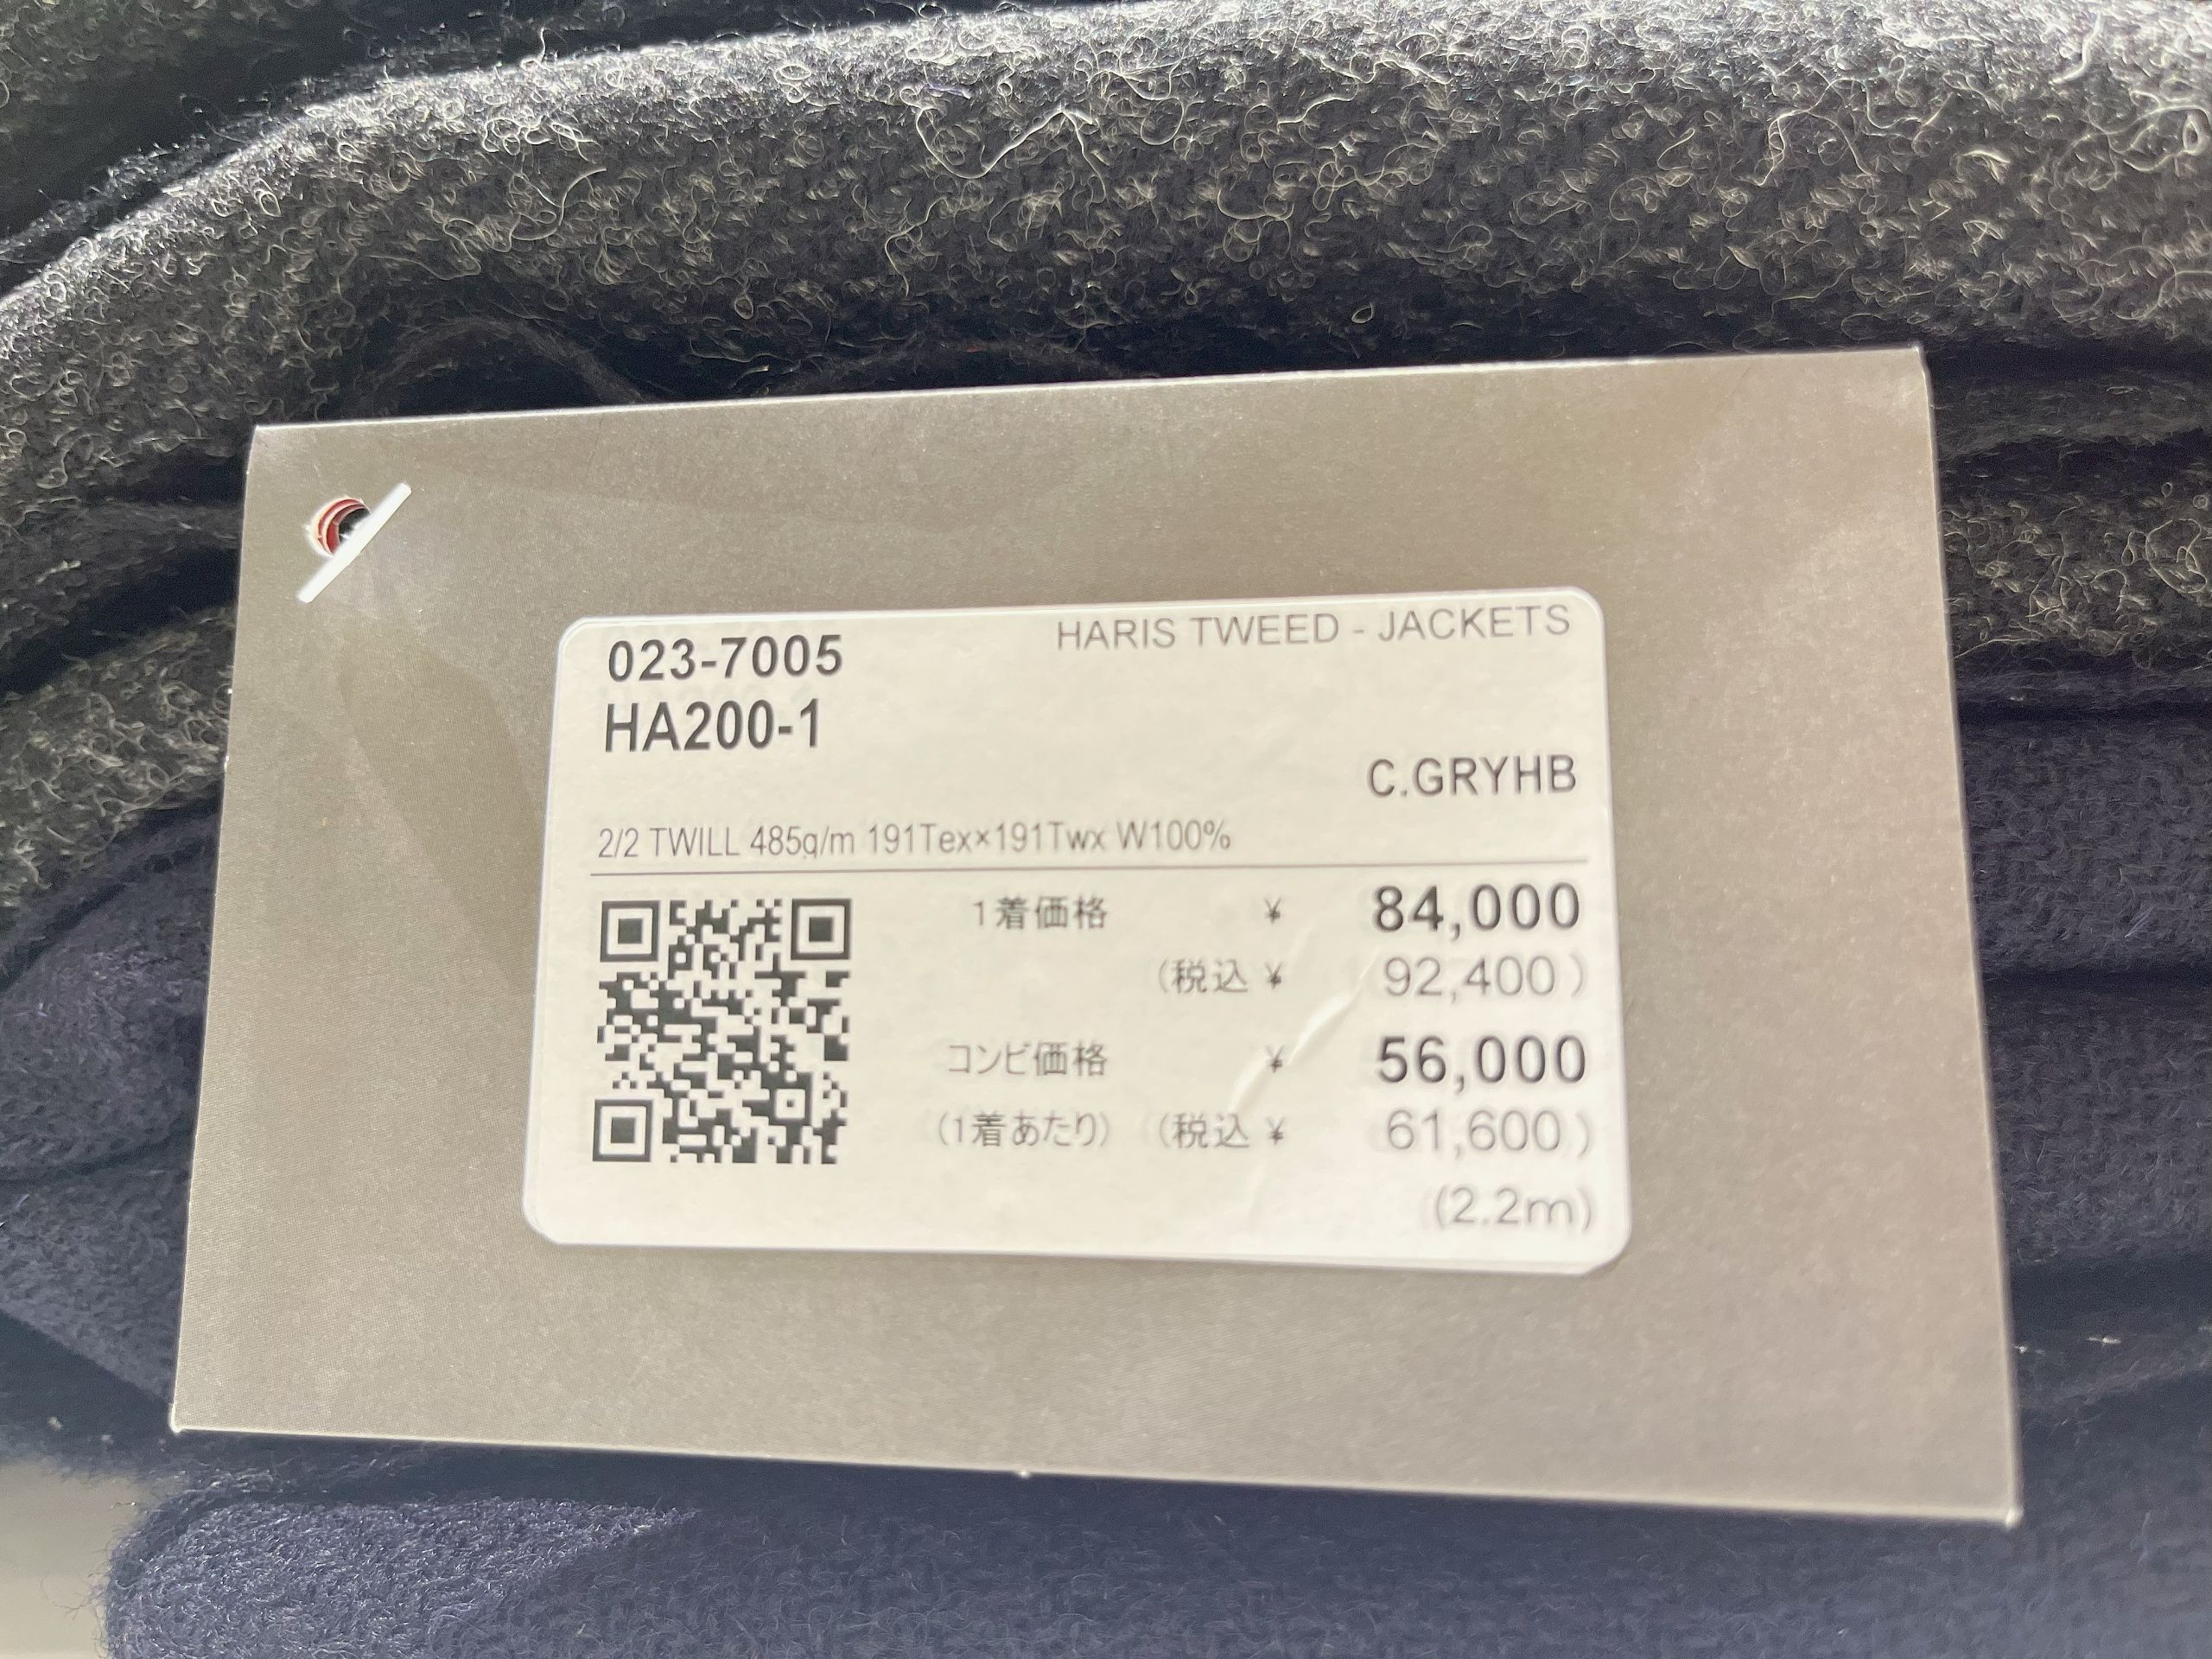 023-7005
HARIS TWEED - JACKETS
HA200-1
C.GRYHB
2/2 TWILL 485g/m 191Tex×191Twx W100%
1着価格 ¥ 84,000
(税込 ¥ 92,400)
コンビ価格 ¥ 56,000
(1着あたり) (税込 ¥ 61,600)
(2.2m)